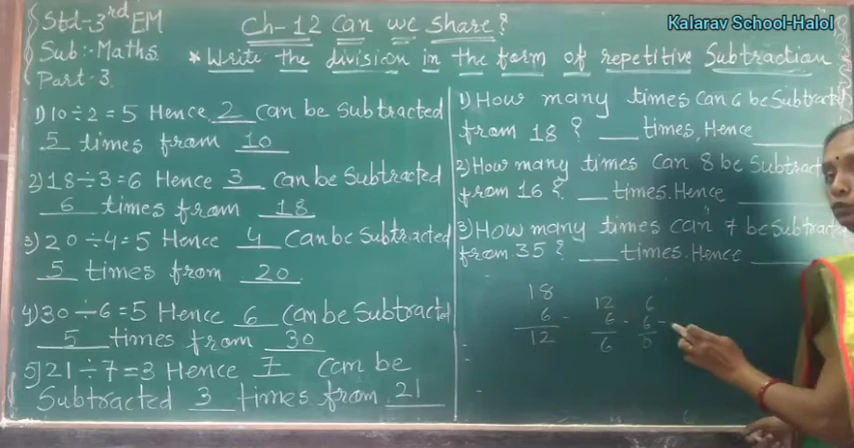 Std-3rd EM
Sub:-Maths.
Part-3
Ch-12 Can we Share?
Kalarav School-Halol
* Write the division in the form of repetitive Subtraction
1) 10÷2=5 Hence 2 can be Subtracted
5 times from 10
2) 18÷3=6 Hence 3 can be Subtracted
6 times from 18
3) 20÷4=5 Hence 4 Can be Subtracted
5 times from 20
4) 30÷6=5 Hence 6 Can be Subtracted
5 times from 30
5) 21÷7=3 Hence 7 Can be
Subtracted 3 times from 21
1) How many times Can 6 be Subtracted
from 18 ? ___ times, Hence ___
2) How many times Can 8 be Subtract
from 16 ? ___ times. Hence ___
3) How many times can 7 be Subtracte
from 35 ? ___ times. Hence ___
18 12 6
6 - 6 - 6 -
12 6 0